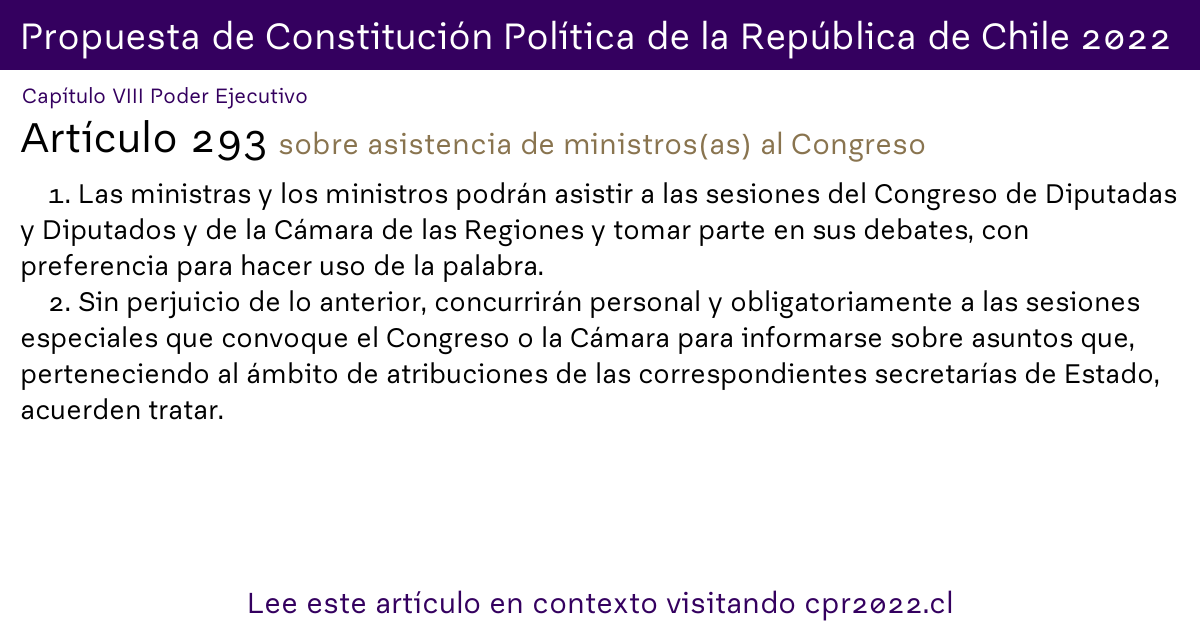 Propuesta de Constitución Política de la República de Chile 2022
Capítulo VIII Poder Ejecutivo
Artículo 293 sobre asistencia de ministros(as) al Congreso
1. Las ministras y los ministros podrán asistir a las sesiones del Congreso de Diputadas
y Diputados y de la Cámara de las Regiones y tomar parte en sus debates, con
preferencia para hacer uso de la palabra.
2. Sin perjuicio de lo anterior, concurrirán personal y obligatoriamente a las sesiones
especiales que convoque el Congreso o la Cámara para informarse sobre asuntos que,
perteneciendo al ámbito de atribuciones de las correspondientes secretarías de Estado,
acuerden tratar.
Lee este artículo en contexto visitando cpr2022.cl